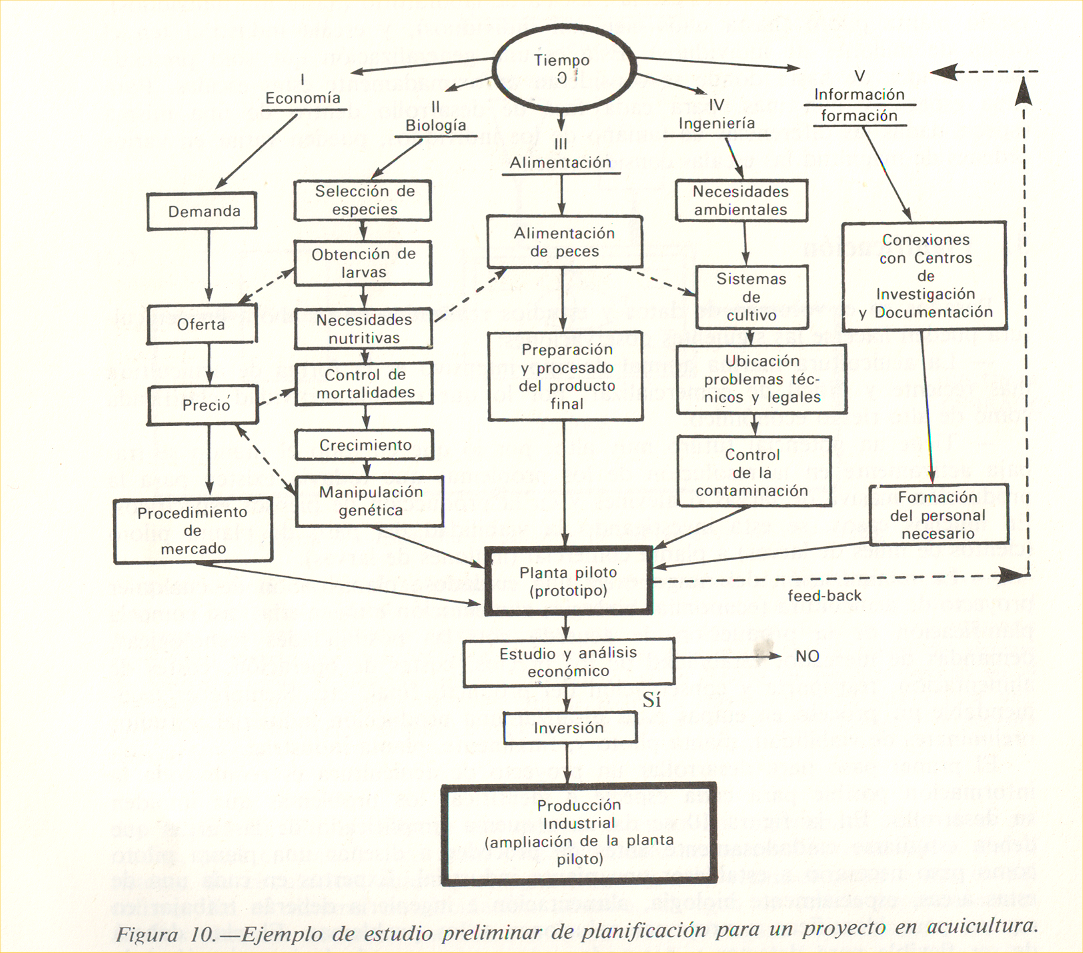 Tiempo
O
I
Economía
II
Biología
III
Alimentación
IV
Ingeniería
V
Información
formación
Demanda
Oferta
Precio
Procedimiento
de
mercado
Selección de
especies
Obtención de
larvas
Necesidades
nutritivas
Control de
mortalidades
Crecimiento
Manipulación
genética
Alimentación
de peces
Preparación
y procesado
del producto
final
Necesidades
ambientales
Sistemas
de
cultivo
Ubicación
problemas téc-
nicos y legales
Control
de la
contaminación
Conexiones
con Centros
de
Investigación
y Documentación
Formación
del personal
necesario
Planta piloto
(prototipo)
feed-back
Estudio y análisis
económico
NO
Sí
Inversión
Producción
Industrial
(ampliación de la planta
piloto)
Figura 10.—Ejemplo de estudio preliminar de planificación para un proyecto en acuicultura.